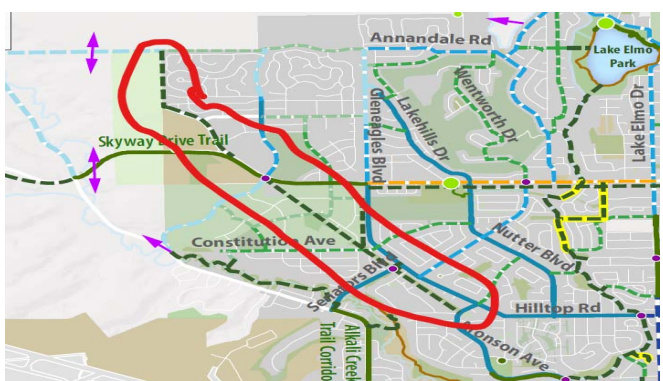 Annandale Rd
Lake Elmo
Park
Gleneagles Blvd
Lakehills Dr
Wentworth Dr
Lake Elmo Dr
Skyway Drive Trail
Constitution Ave
Senators Blvd
Nutter Blvd
Hilltop Rd
Aronson Ave
Alkali Creek
Trail Corridor